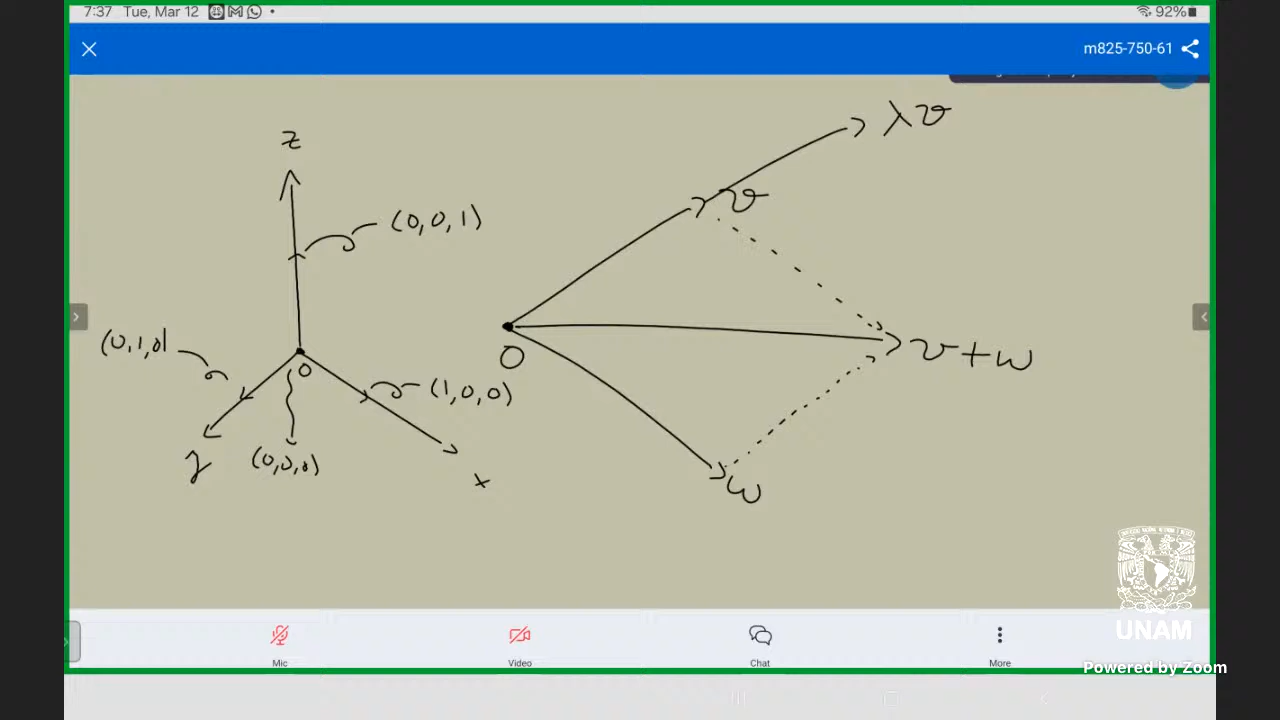 7:37 Tue, Mar 12
92%
m825-750-61
z
(0,0,1)
(0,1,0)
0
(1,0,0)
y
(0,0,0)
x
λv
v
0
v+w
w
Mic
Video
Chat
More
UNAM
Powered by Zoom